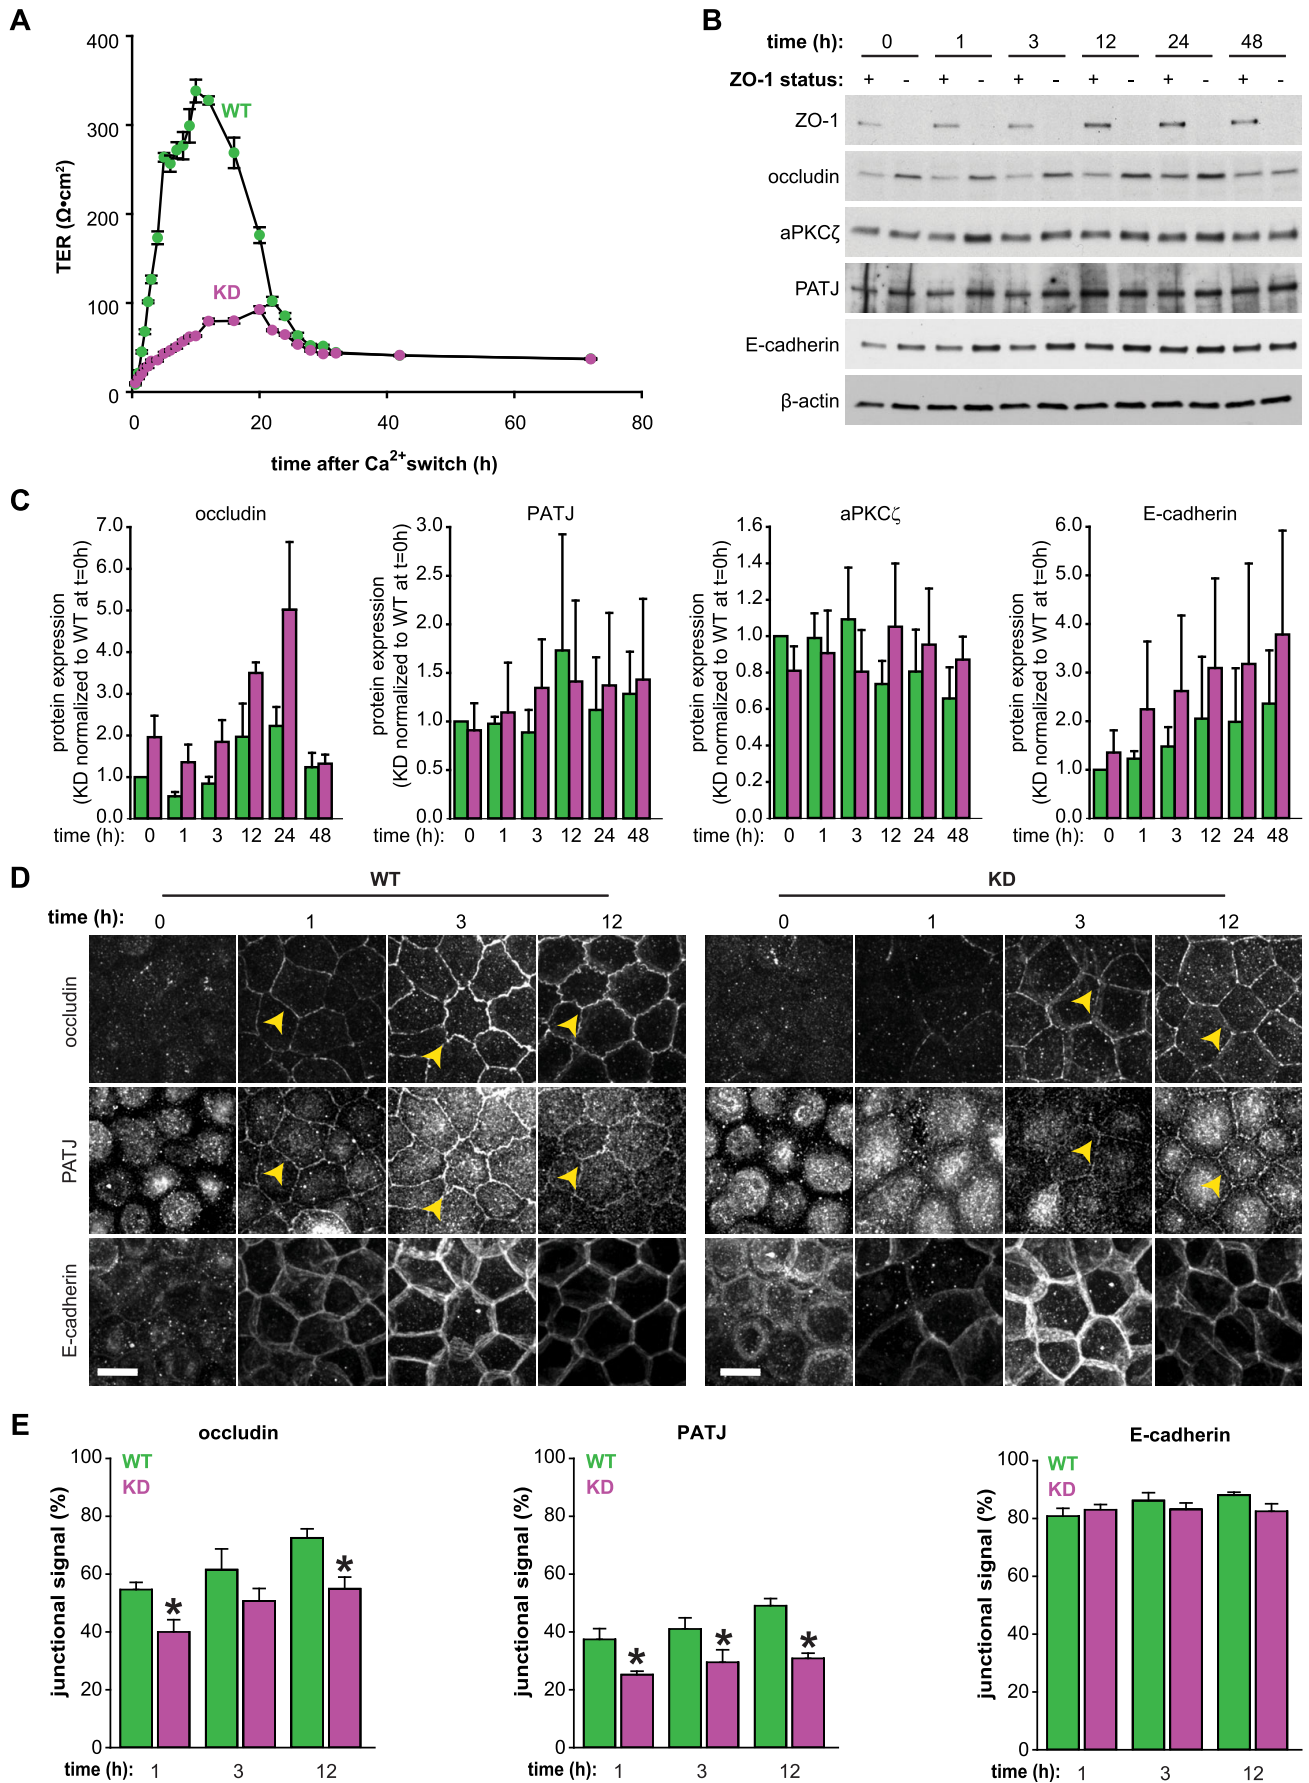 A
400
300
200
100
0
TER (Ω•cm²)
WT
KD
0 20 40 60 80
time after Ca2+switch (h)
B
time (h): 0 1 3 12 24 48
ZO-1 status: + - + - + - + - + - + -
ZO-1
occludin
aPKCζ
PATJ
E-cadherin
β-actin
C
occludin
protein expression
(KD normalized to WT at t=0h)
7.0
6.0
5.0
4.0
3.0
2.0
1.0
0.0
time (h): 0 1 3 12 24 48
PATJ
protein expression
(KD normalized to WT at t=0h)
3.0
2.5
2.0
1.5
1.0
0.5
0.0
time (h): 0 1 3 12 24 48
aPKCζ
protein expression
(KD normalized to WT at t=0h)
1.6
1.4
1.2
1.0
0.8
0.6
0.4
0.2
0.0
time (h): 0 1 3 12 24 48
E-cadherin
protein expression
(KD normalized to WT at t=0h)
6.0
5.0
4.0
3.0
2.0
1.0
0.0
time (h): 0 1 3 12 24 48
D
WT KD
time (h): 0 1 3 12 0 1 3 12
occludin
PATJ
E-cadherin
E
occludin
WT
KD
junctional signal (%)
100
80
60
40
20
0
* *
time (h): 1 3 12
PATJ
WT
KD
junctional signal (%)
100
80
60
40
20
0
* * *
time (h): 1 3 12
E-cadherin
WT
KD
junctional signal (%)
100
80
60
40
20
0
time (h): 1 3 12